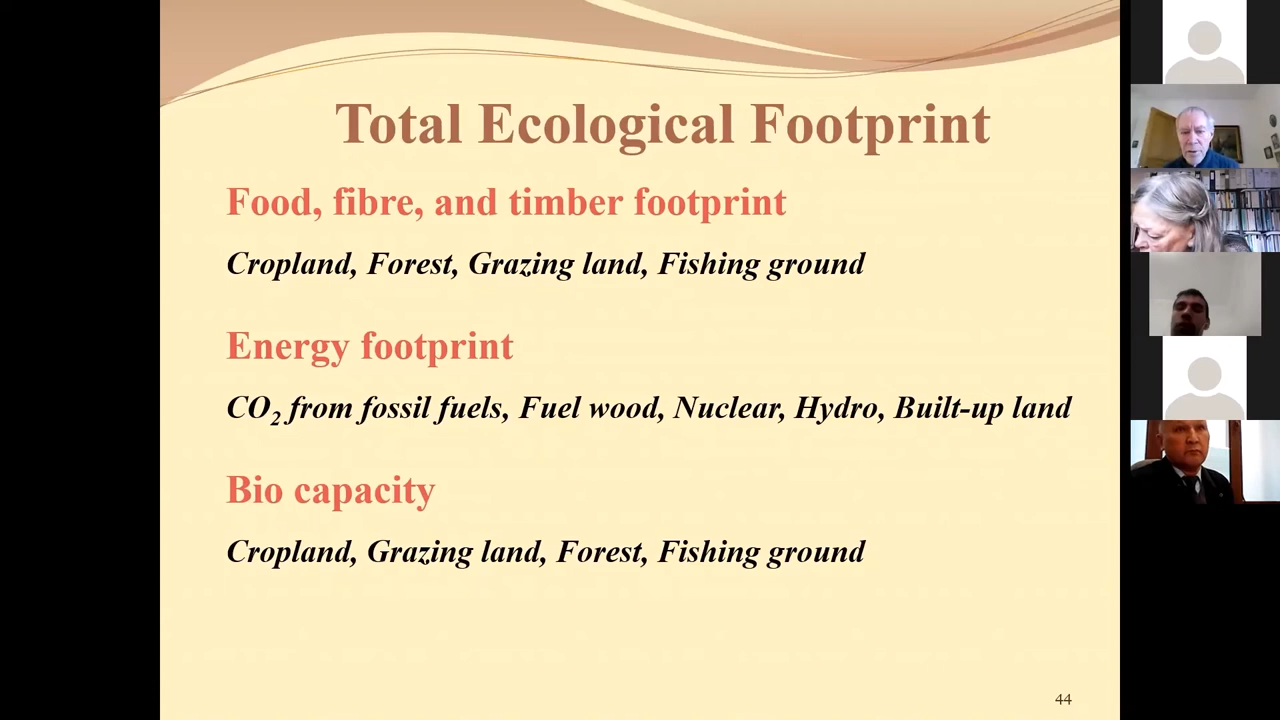 Total Ecological Footprint
Food, fibre, and timber footprint
Cropland, Forest, Grazing land, Fishing ground
Energy footprint
CO₂ from fossil fuels, Fuel wood, Nuclear, Hydro, Built-up land
Bio capacity
Cropland, Grazing land, Forest, Fishing ground
44